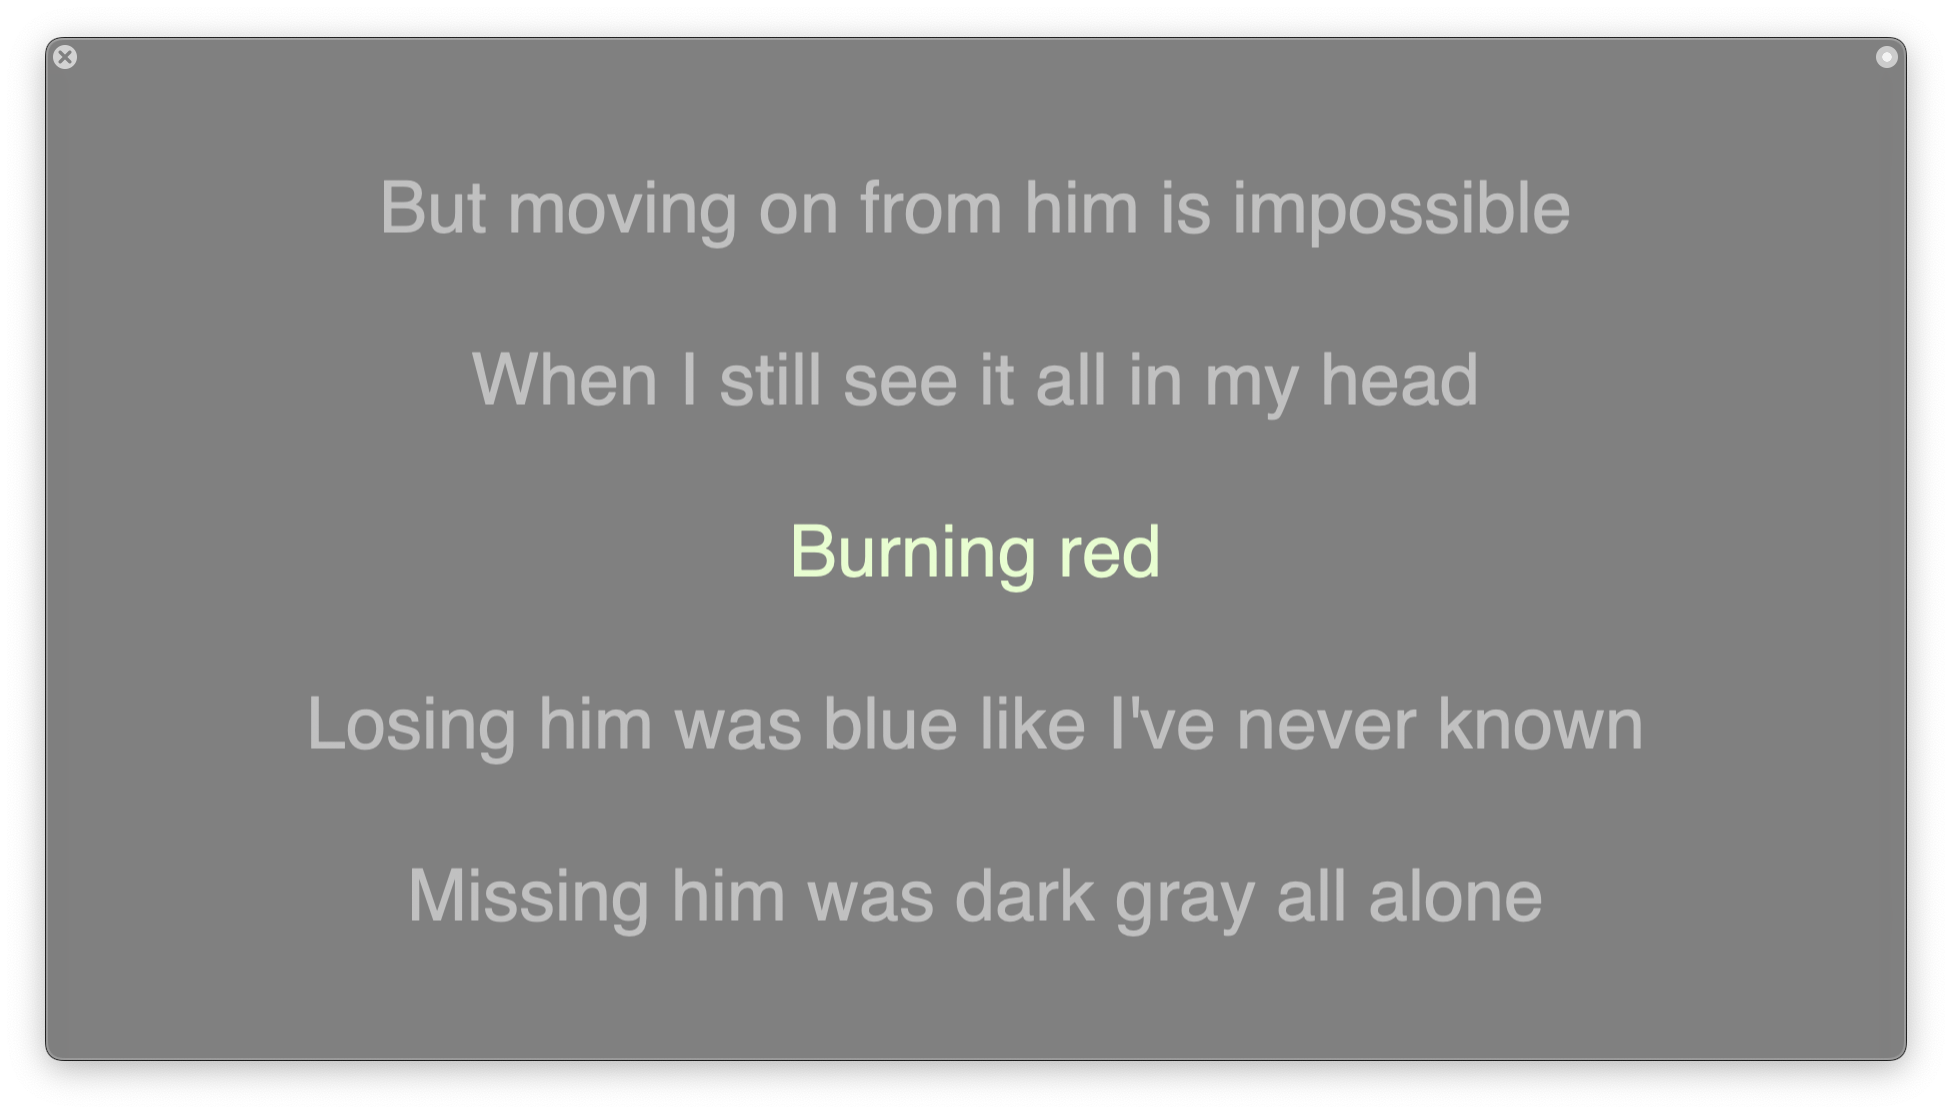 But moving on from him is impossible
When I still see it all in my head
Burning red
Losing him was blue like I've never known
Missing him was dark gray all alone